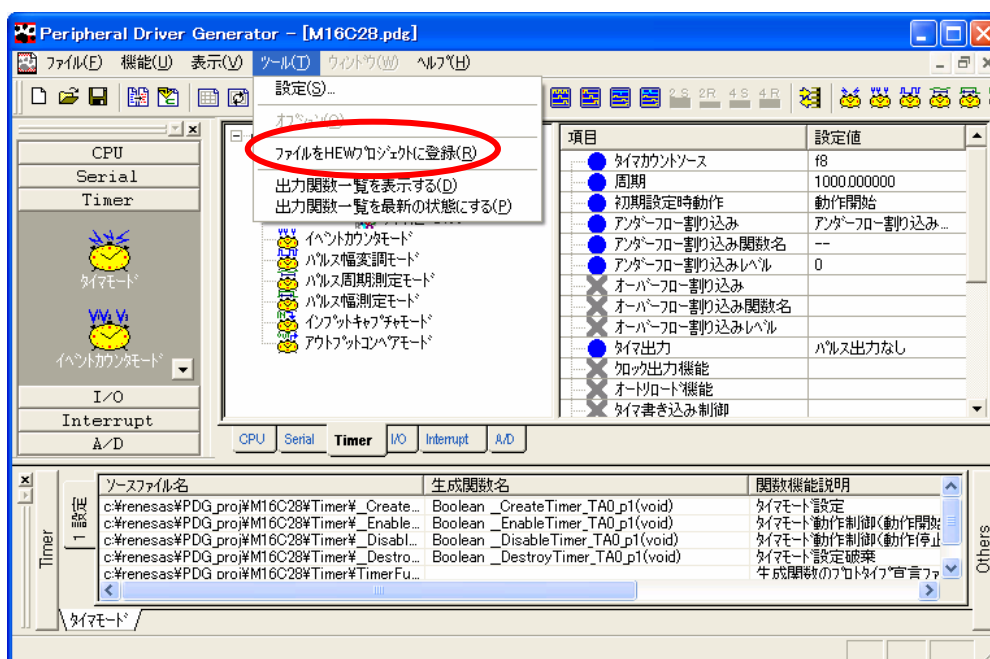 Peripheral Driver Generator - [M16C28.pdg]
ﾌｧｲﾙ(F) 機能(U) 表示(V) ﾂｰﾙ(T) ｳｨﾝﾄﾞｳ(W) ﾍﾙﾌﾟ(H)
設定(S)...
ｵﾌﾟｼｮﾝ(O)...
ﾌｧｲﾙをHEWﾌﾟﾛｼﾞｪｸﾄに登録(R)
出力関数一覧を表示する(D)
出力関数一覧を最新の状態にする(P)
2S 2R 4S 4R
CPU
Serial
Timer
ﾀｲﾏﾓｰﾄﾞ
ｲﾍﾞﾝﾄｶｳﾝﾀﾓｰﾄﾞ
I/O
Interrupt
A/D
ｲﾍﾞﾝﾄｶｳﾝﾀﾓｰﾄﾞ
ﾊﾟﾙｽ幅変調ﾓｰﾄﾞ
ﾊﾟﾙｽ周期測定ﾓｰﾄﾞ
ﾊﾟﾙｽ幅測定ﾓｰﾄﾞ
ｲﾝﾌﾟｯﾄｷｬﾌﾟﾁｬﾓｰﾄﾞ
ｱｳﾄﾌﾟｯﾄｺﾝﾍﾟｱﾓｰﾄﾞ
項目 設定値
ﾀｲﾏｶｳﾝﾄｿｰｽ f8
周期 1000.000000
初期設定時動作 動作開始
ｱﾝﾀﾞｰﾌﾛｰ割り込み ｱﾝﾀﾞｰﾌﾛｰ割り込み...
ｱﾝﾀﾞｰﾌﾛｰ割り込み関数名 --
ｱﾝﾀﾞｰﾌﾛｰ割り込みﾚﾍﾞﾙ 0
ｵｰﾊﾞｰﾌﾛｰ割り込み
ｵｰﾊﾞｰﾌﾛｰ割り込み関数名
ｵｰﾊﾞｰﾌﾛｰ割り込みﾚﾍﾞﾙ
ﾀｲﾏ出力 ﾊﾟﾙｽ出力なし
ｸﾛｯｸ出力機能
ｵｰﾄﾘﾛｰﾄﾞ機能
ﾀｲﾏ書き込み制御
CPU Serial Timer I/O Interrupt A/D
Timer
1 設定
ｿｰｽﾌｧｲﾙ名 生成関数名 関数機能説明
c:¥renesas¥PDG_proj¥M16C28¥Timer¥_Create... Boolean __CreateTimer_TA0_p1(void) ﾀｲﾏﾓｰﾄﾞ設定
c:¥renesas¥PDG_proj¥M16C28¥Timer¥__Enable... Boolean __EnableTimer_TA0_p1(void) ﾀｲﾏﾓｰﾄﾞ動作制御(動作開始
c:¥renesas¥PDG_proj¥M16C28¥Timer¥__Disabl... Boolean __DisableTimer_TA0_p1(void) ﾀｲﾏﾓｰﾄﾞ動作制御(動作停止
c:¥renesas¥PDG_proj¥M16C28¥Timer¥__Destro... Boolean __DestroyTimer_TA0_p1(void) ﾀｲﾏﾓｰﾄﾞ設定破棄
c:¥renesas¥PDG_proj¥M16C28¥Timer¥TimerFu... 生成関数のﾌﾟﾛﾄﾀｲﾌﾟ宣言ﾌｧ
Others
ﾀｲﾏﾓｰﾄﾞ